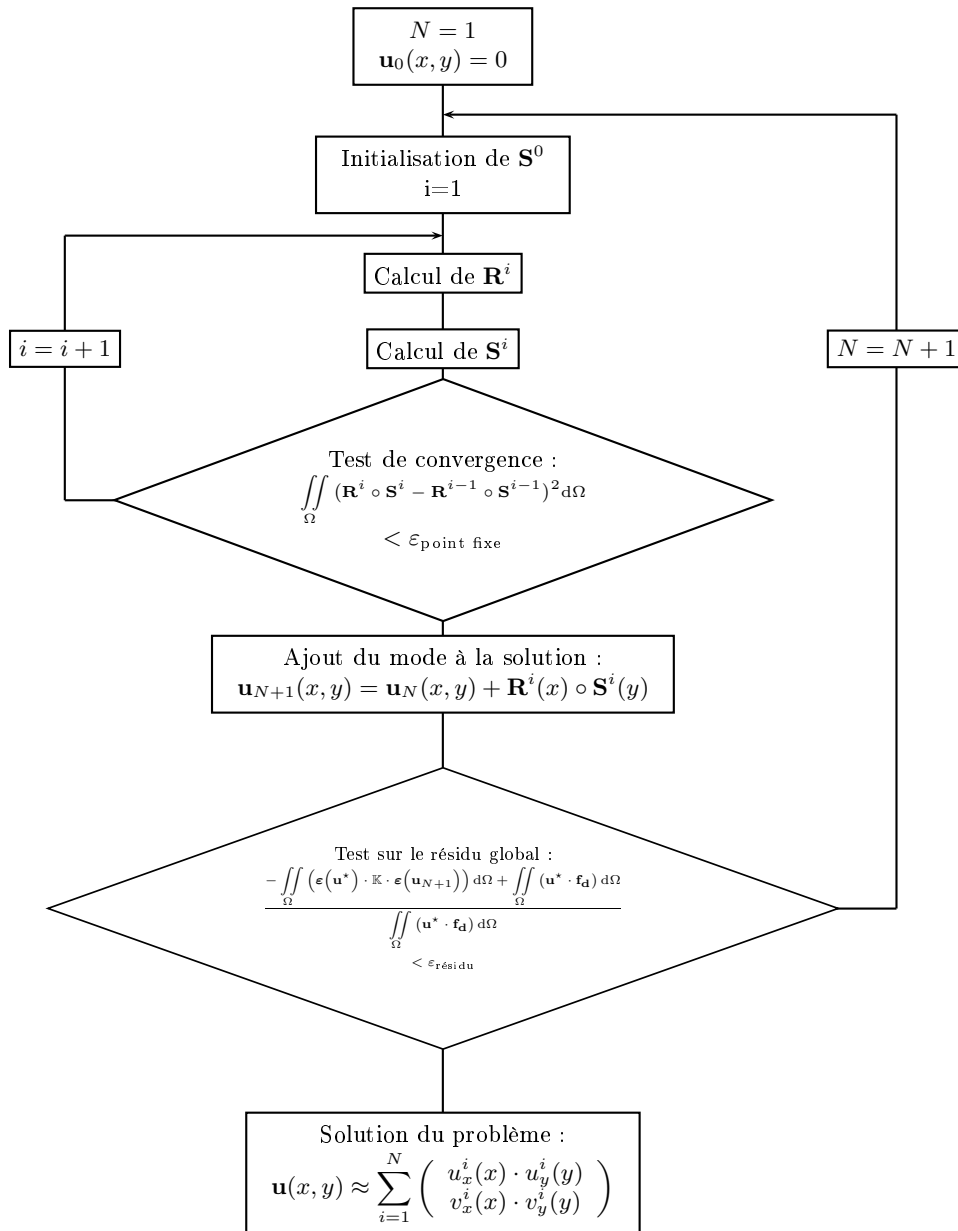 N = 1
u₀(x, y) = 0
Initialisation de S⁰
i=1
Calcul de Rⁱ
i = i + 1
Calcul de Sⁱ
N = N + 1
Test de convergence :
∬_Ω (Rⁱ ∘ Sⁱ − Rⁱ⁻¹ ∘ Sⁱ⁻¹)² dΩ
< ε_point fixe
Ajout du mode à la solution :
u_{N+1}(x, y) = u_N(x, y) + Rⁱ(x) ∘ Sⁱ(y)
Test sur le résidu global :
− ∬_Ω (ε(u⋆) · 𝕂 · ε(u_{N+1})) dΩ + ∬_Ω (u⋆ · f_d) dΩ
∬_Ω (u⋆ · f_d) dΩ
< ε_résidu
Solution du problème :
u(x, y) ≈ ∑_{i=1}^{N} ( uₓⁱ(x) · u_yⁱ(y)
vₓⁱ(x) · v_yⁱ(y) )